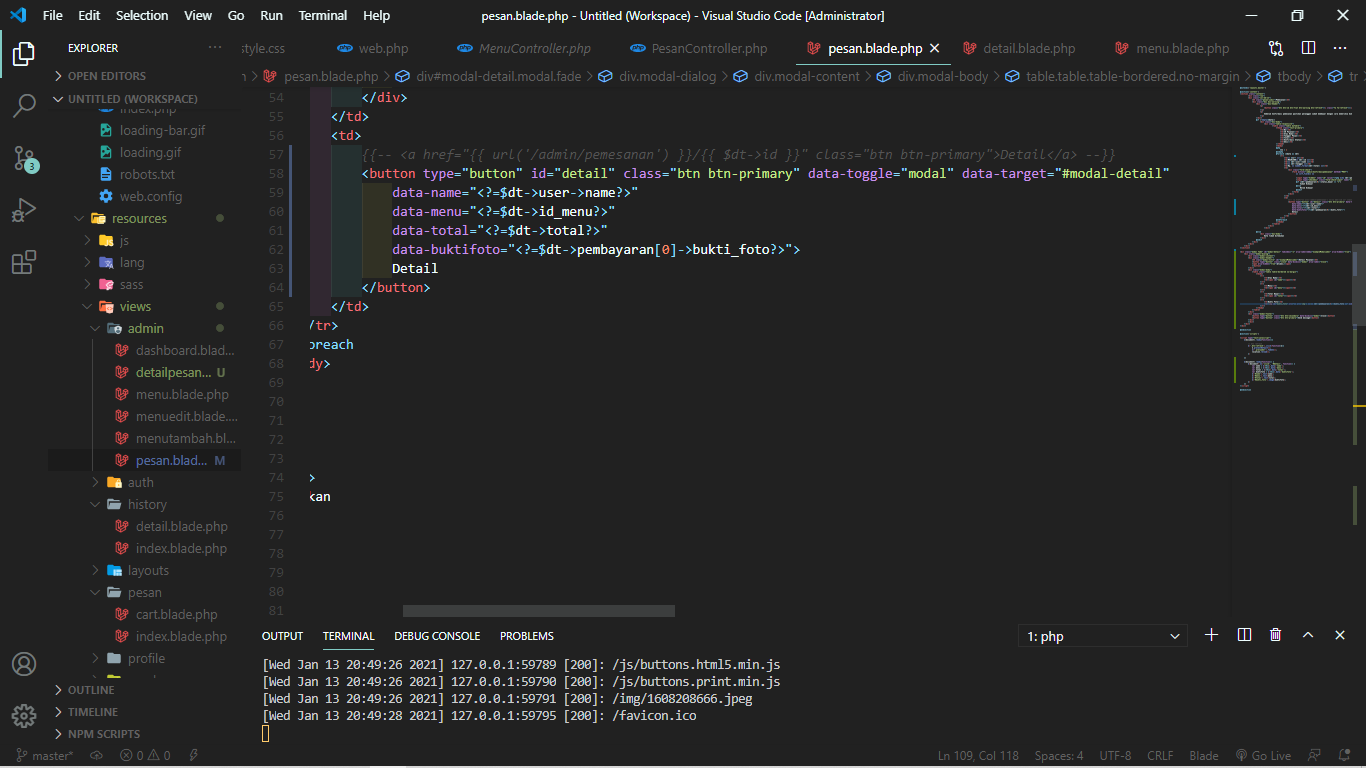 File Edit Selection View Go Run Terminal Help pesan.blade.php - Untitled (Workspace) - Visual Studio Code [Administrator]
EXPLORER
style.css web.php MenuController.php PesanController.php pesan.blade.php detail.blade.php menu.blade.php
OPEN EDITORS
pesan.blade.php > div#modal-detail.modal.fade > div.modal-dialog > div.modal-content > div.modal-body > table.table.table-bordered.no-margin > tbody > tr
UNTITLED (WORKSPACE)
index.php
loading-bar.gif
loading.gif
robots.txt
web.config
resources
js
lang
sass
views
admin
dashboard.blad...
detailpesan... U
menu.blade.php
menuedit.blade....
menutambah.bl...
pesan.blad... M
auth
history
detail.blade.php
index.blade.php
layouts
pesan
cart.blade.php
index.blade.php
profile
OUTLINE
TIMELINE
NPM SCRIPTS
3
54 </div>
55 </td>
56 <td>
57 {{-- <a href="{{ url('/admin/pemesanan') }}/{{ $dt->id }}" class="btn btn-primary">Detail</a> --}}
58 <button type="button" id="detail" class="btn btn-primary" data-toggle="modal" data-target="#modal-detail"
59 data-name="<?=$dt->user->name?>"
60 data-menu="<?=$dt->id_menu?>"
61 data-total="<?=$dt->total?>"
62 data-buktifoto="<?=$dt->pembayaran[0]->bukti_foto?>">
63 Detail
64 </button>
65 </td>
66 /tr>
67 oreach
68 dy>
69
70
71
72
73
74 >
75 kan
76
77
78
79
80
81
OUTPUT TERMINAL DEBUG CONSOLE PROBLEMS 1: php
[Wed Jan 13 20:49:26 2021] 127.0.0.1:59789 [200]: /js/buttons.html5.min.js
[Wed Jan 13 20:49:26 2021] 127.0.0.1:59790 [200]: /js/buttons.print.min.js
[Wed Jan 13 20:49:26 2021] 127.0.0.1:59791 [200]: /img/1608208666.jpeg
[Wed Jan 13 20:49:28 2021] 127.0.0.1:59795 [200]: /favicon.ico
master* 0 0 Ln 109, Col 118 Spaces: 4 UTF-8 CRLF Blade Go Live